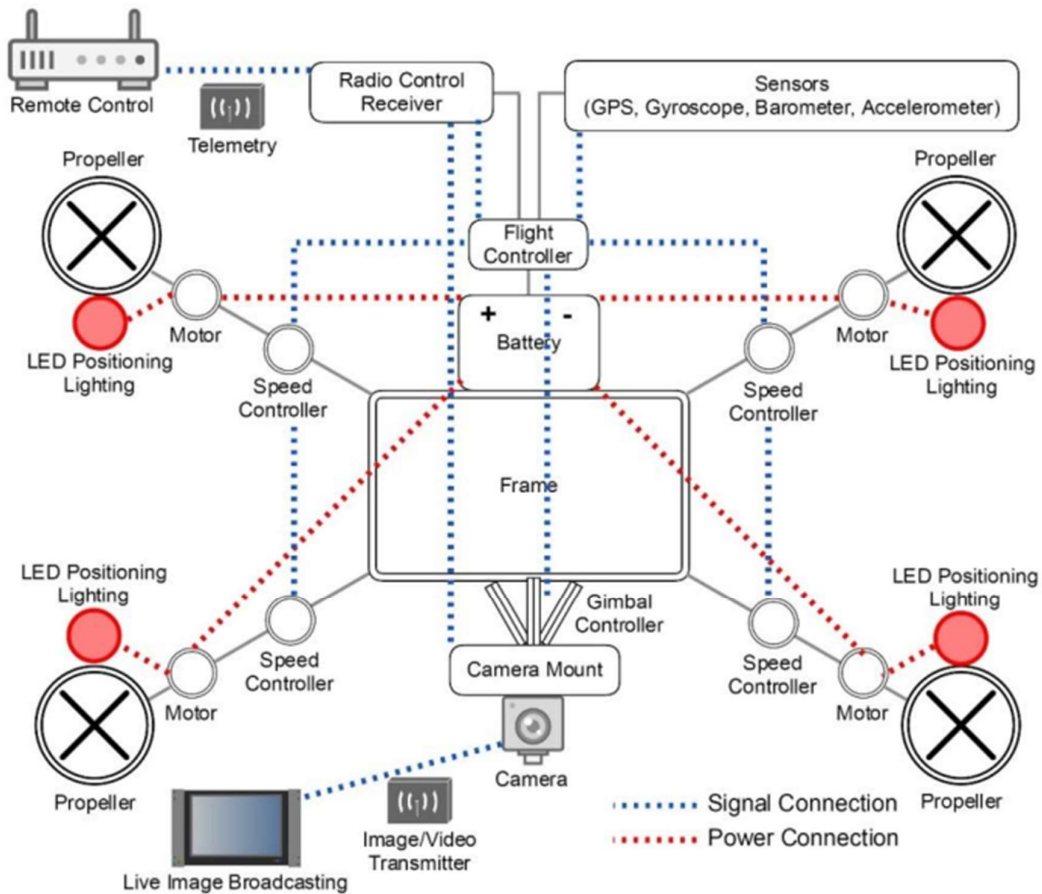 Remote Control
Telemetry
Radio Control
Receiver
Sensors
(GPS, Gyroscope, Barometer, Accelerometer)
Propeller
Propeller
Flight
Controller
+ -
Battery
Motor
Motor
LED Positioning
Lighting
LED Positioning
Lighting
Speed
Controller
Speed
Controller
Frame
LED Positioning
Lighting
LED Positioning
Lighting
Gimbal
Controller
Speed
Controller
Speed
Controller
Camera Mount
Motor
Motor
Camera
Propeller
Propeller
Image/Video
Transmitter
Live Image Broadcasting
Signal Connection
Power Connection